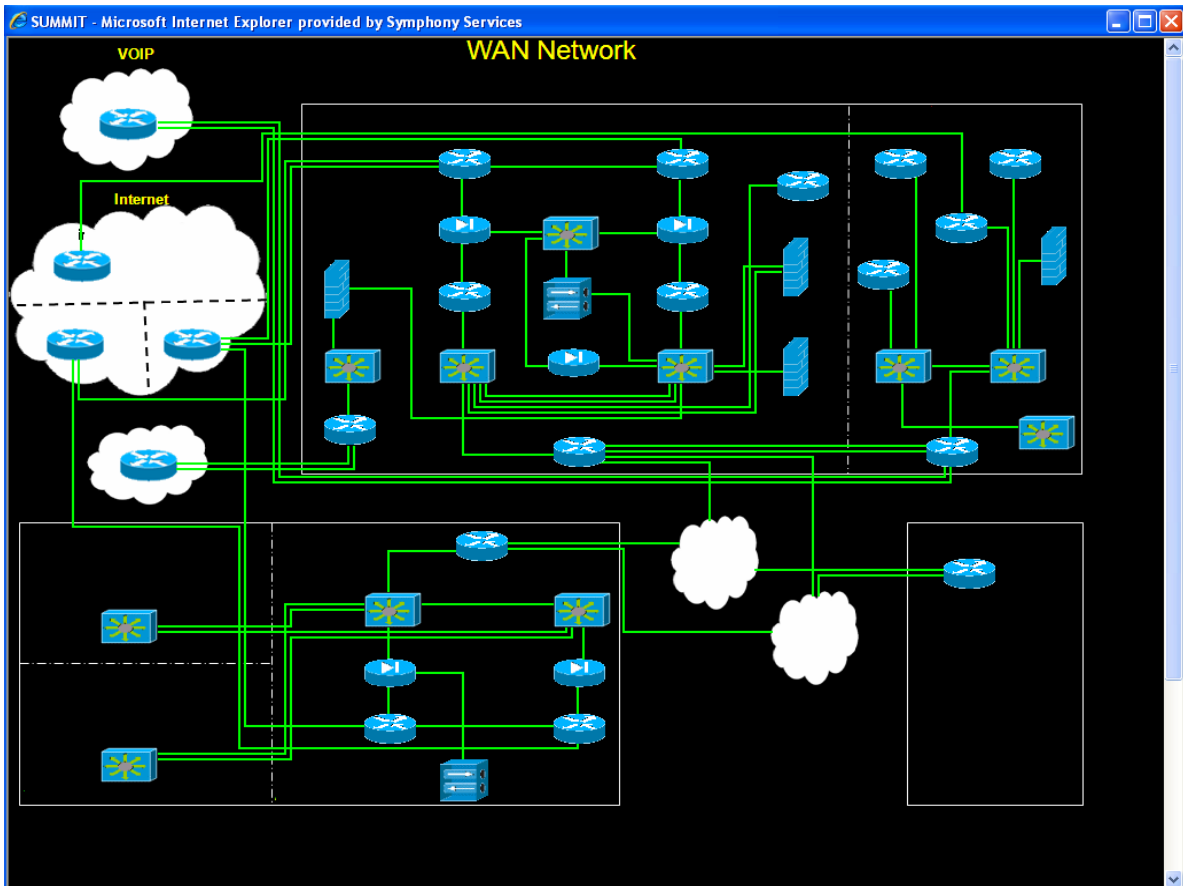 SUMMIT - Microsoft Internet Explorer provided by Symphony Services
WAN Network
VOIP
Internet